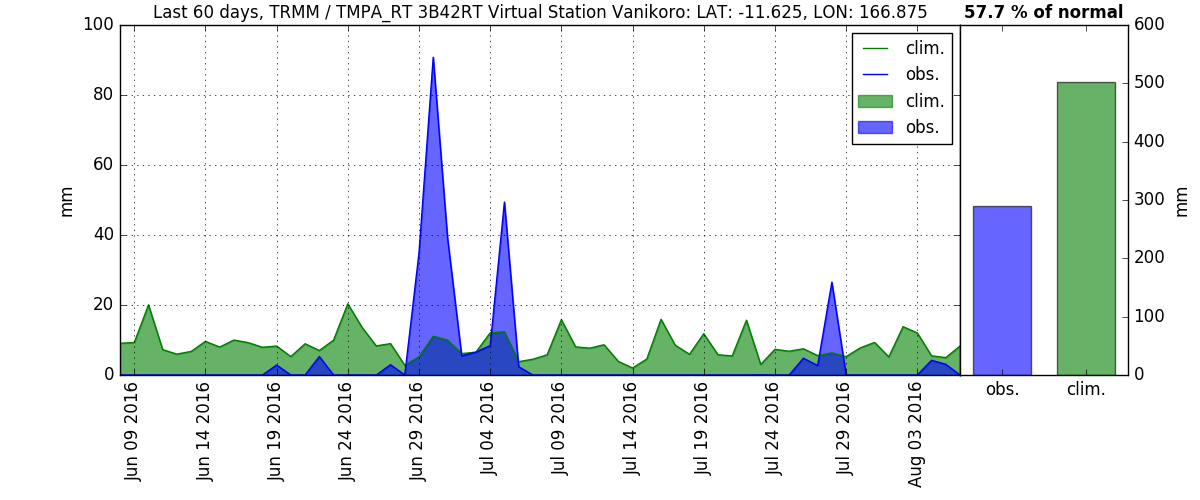 Last 60 days, TRMM / TMPA_RT 3B42RT Virtual Station Vanikoro: LAT: -11.625, LON: 166.875
57.7 % of normal
100
80
60
40
20
0
mm
clim.
obs.
clim.
obs.
600
500
400
300
200
100
0
mm
Jun 09 2016
Jun 14 2016
Jun 19 2016
Jun 24 2016
Jun 29 2016
Jul 04 2016
Jul 09 2016
Jul 14 2016
Jul 19 2016
Jul 24 2016
Jul 29 2016
Aug 03 2016
obs.
clim.